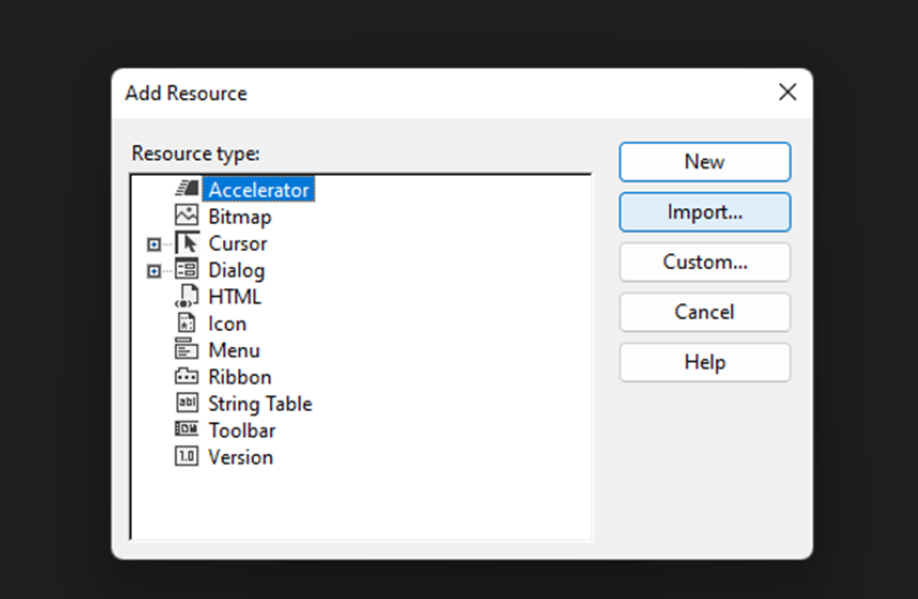 Add Resource
Resource type:
Accelerator
Bitmap
Cursor
Dialog
HTML
Icon
Menu
Ribbon
String Table
Toolbar
Version
New
Import...
Custom...
Cancel
Help